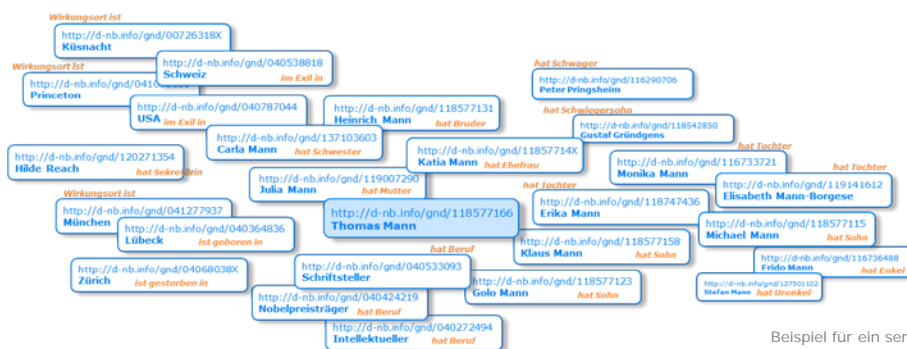 Wirkungsort ist
http://d-nb.info/gnd/00726318X
Küsnacht
http://d-nb.info/gnd/040538818
Schweiz im Exil in
Wirkungsort ist
Princeton
http://d-nb.info/gnd/040787044
USA im Exil in
http://d-nb.info/gnd/118577131
Heinrich Mann hat Bruder
http://d-nb.info/gnd/137103603
Carla Mann hat Schwester
hat Schwager
http://d-nb.info/gnd/116290706
Peter Pringsheim
hat Schwiegersohn
http://d-nb.info/gnd/118542850
Gustaf Gründgens
http://d-nb.info/gnd/11857714X
Katia Mann hat Ehefrau
hat Tochter
http://d-nb.info/gnd/116733721
Monika Mann
hat Tochter
http://d-nb.info/gnd/119141612
Elisabeth Mann-Borgese
http://d-nb.info/gnd/120271354
Hilde Reach hat Sekretärin
http://d-nb.info/gnd/119007290
Julia Mann hat Mutter
hat Tochter
http://d-nb.info/gnd/118747436
Erika Mann
Wirkungsort ist
http://d-nb.info/gnd/041277937
München
http://d-nb.info/gnd/040364836
Lübeck ist geboren in
http://d-nb.info/gnd/118577166
Thomas Mann
http://d-nb.info/gnd/118577115
Michael Mann hat Sohn
http://d-nb.info/gnd/118577158
Klaus Mann hat Sohn
http://d-nb.info/gnd/116736488
Frido Mann hat Enkel
http://d-nb.info/gnd/04068038X
Zürich ist gestorben in
hat Beruf
http://d-nb.info/gnd/040533093
Schriftsteller
http://d-nb.info/gnd/118577123
Golo Mann hat Sohn
http://d-nb.info/gnd/137501102
Stefan Mann hat Urenkel
http://d-nb.info/gnd/040424219
Nobelpreisträger hat Beruf
http://d-nb.info/gnd/040272494
Intellektueller hat Beruf
Beispiel für ein